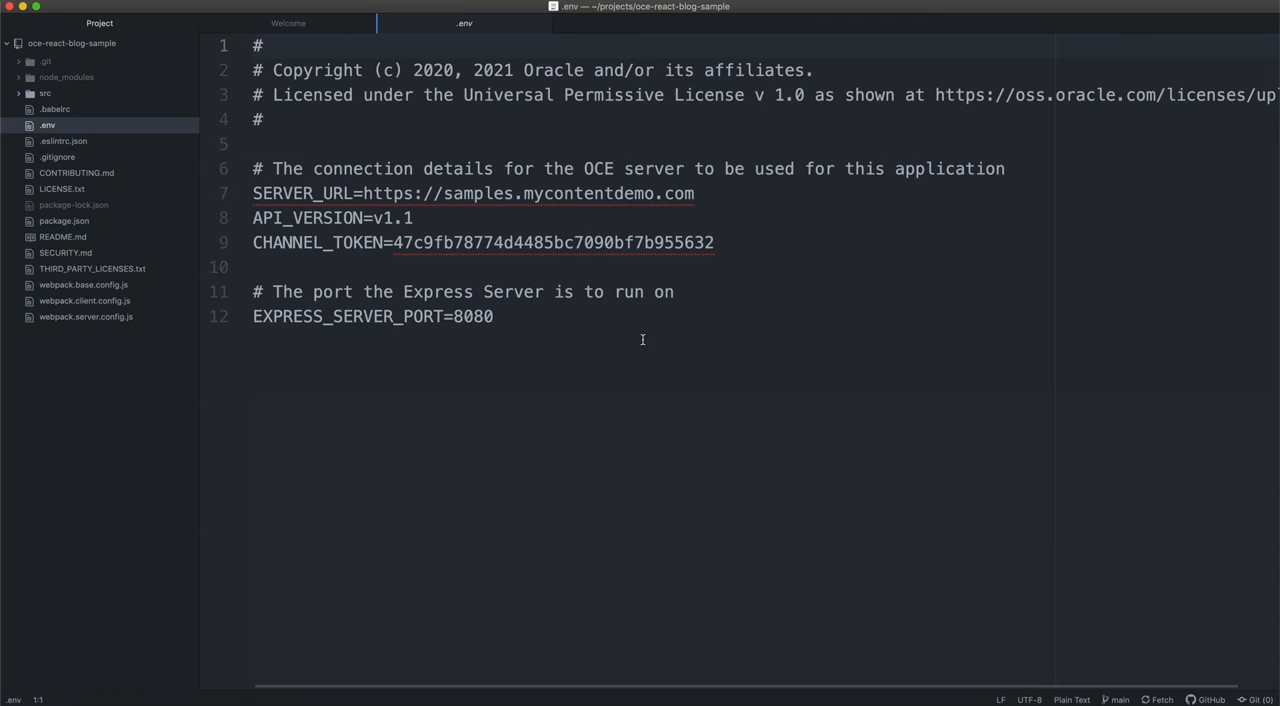 .env — ~/projects/oce-react-blog-sample
Project
Welcome
.env
oce-react-blog-sample
.git
node_modules
src
.babelrc
.env
.eslintrc.json
.gitignore
CONTRIBUTING.md
LICENSE.txt
package-lock.json
package.json
README.md
SECURITY.md
THIRD_PARTY_LICENSES.txt
webpack.base.config.js
webpack.client.config.js
webpack.server.config.js
1 #
2 # Copyright (c) 2020, 2021 Oracle and/or its affiliates.
3 # Licensed under the Universal Permissive License v 1.0 as shown at https://oss.oracle.com/licenses/upl
4 #
5
6 # The connection details for the OCE server to be used for this application
7 SERVER_URL=https://samples.mycontentdemo.com
8 API_VERSION=v1.1
9 CHANNEL_TOKEN=47c9fb78774d4485bc7090bf7b955632
10
11 # The port the Express Server is to run on
12 EXPRESS_SERVER_PORT=8080
.env 1:1 LF UTF-8 Plain Text main Fetch GitHub Git (0)